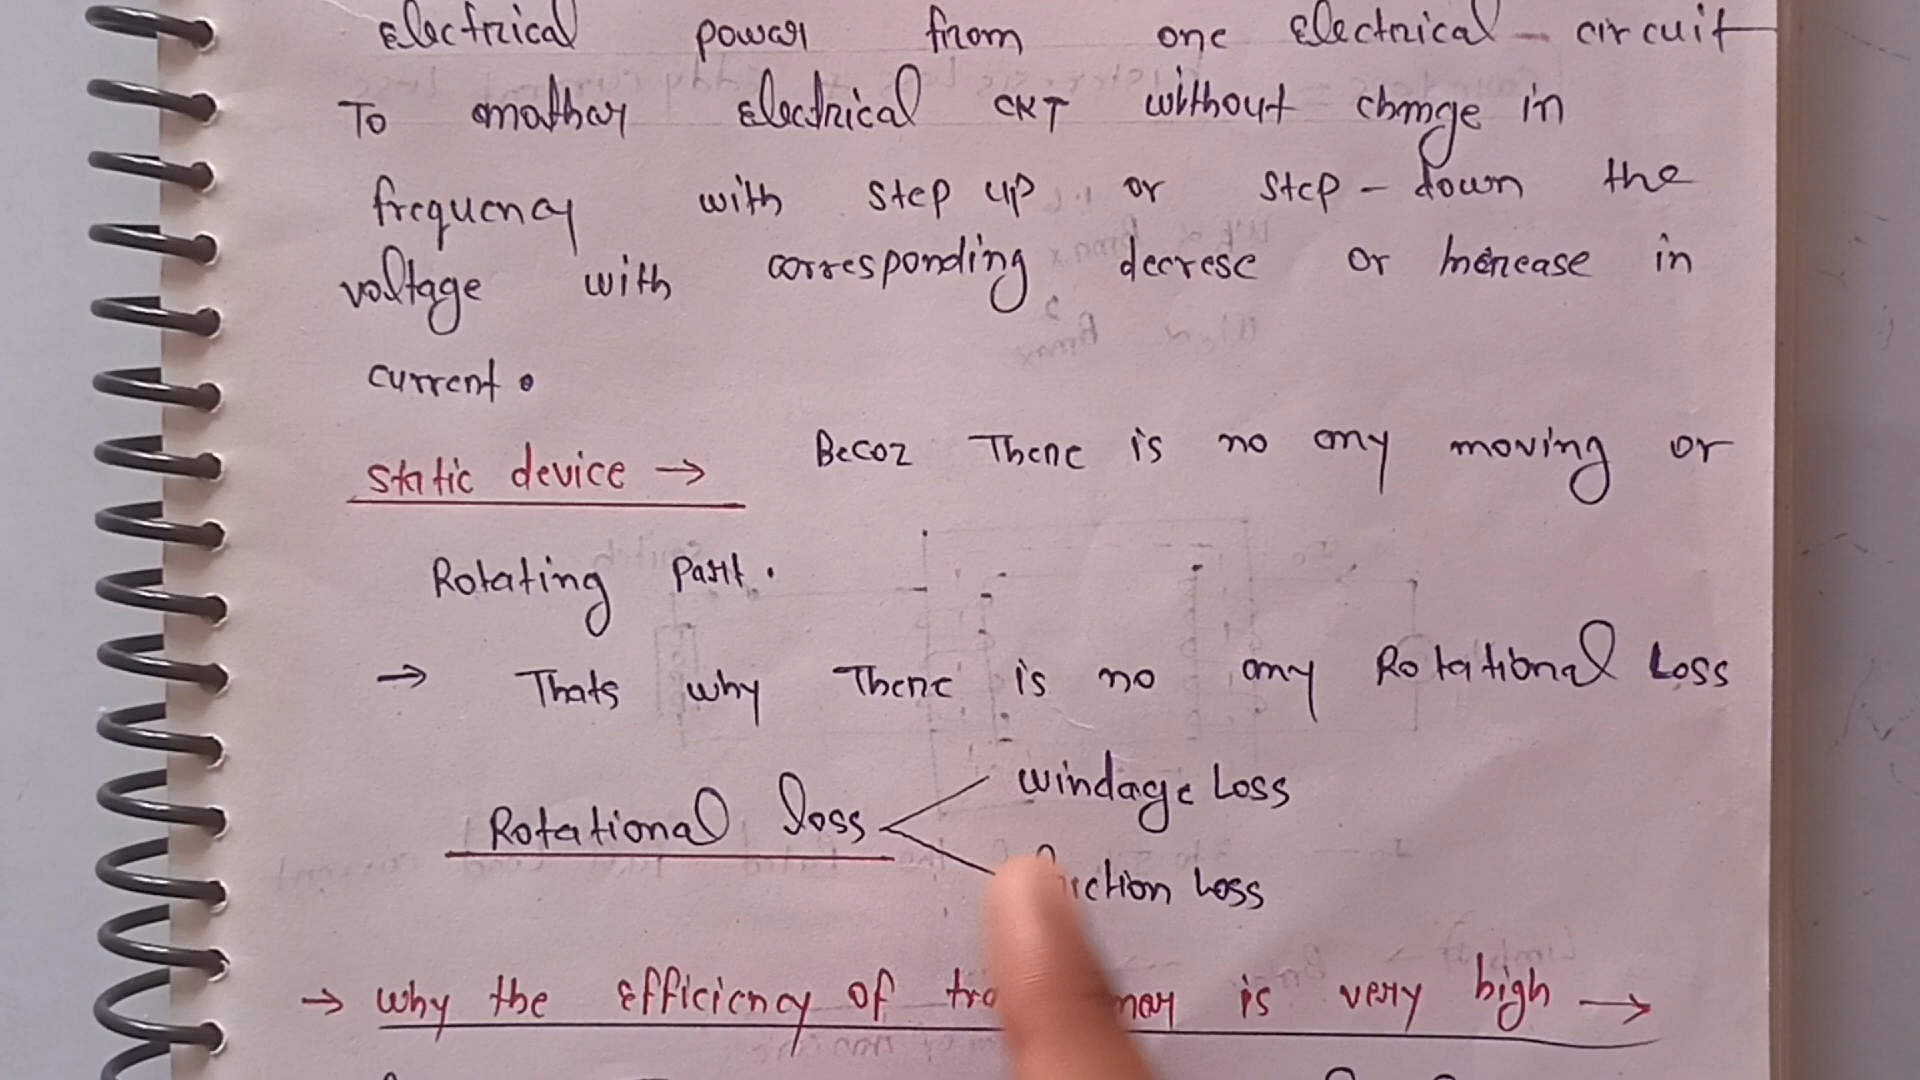 electrical power from one electrical circuit
To another electrical CKT without change in
frequency with step up or step - down the
voltage with corresponding decrese or Increase in
current.
static device → Becoz There is no any moving or
Rotating Part.
→ Thats why There is no any Rotational Loss
Rotational loss
Windage Loss
Loss
→ why the efficiency of is very high →